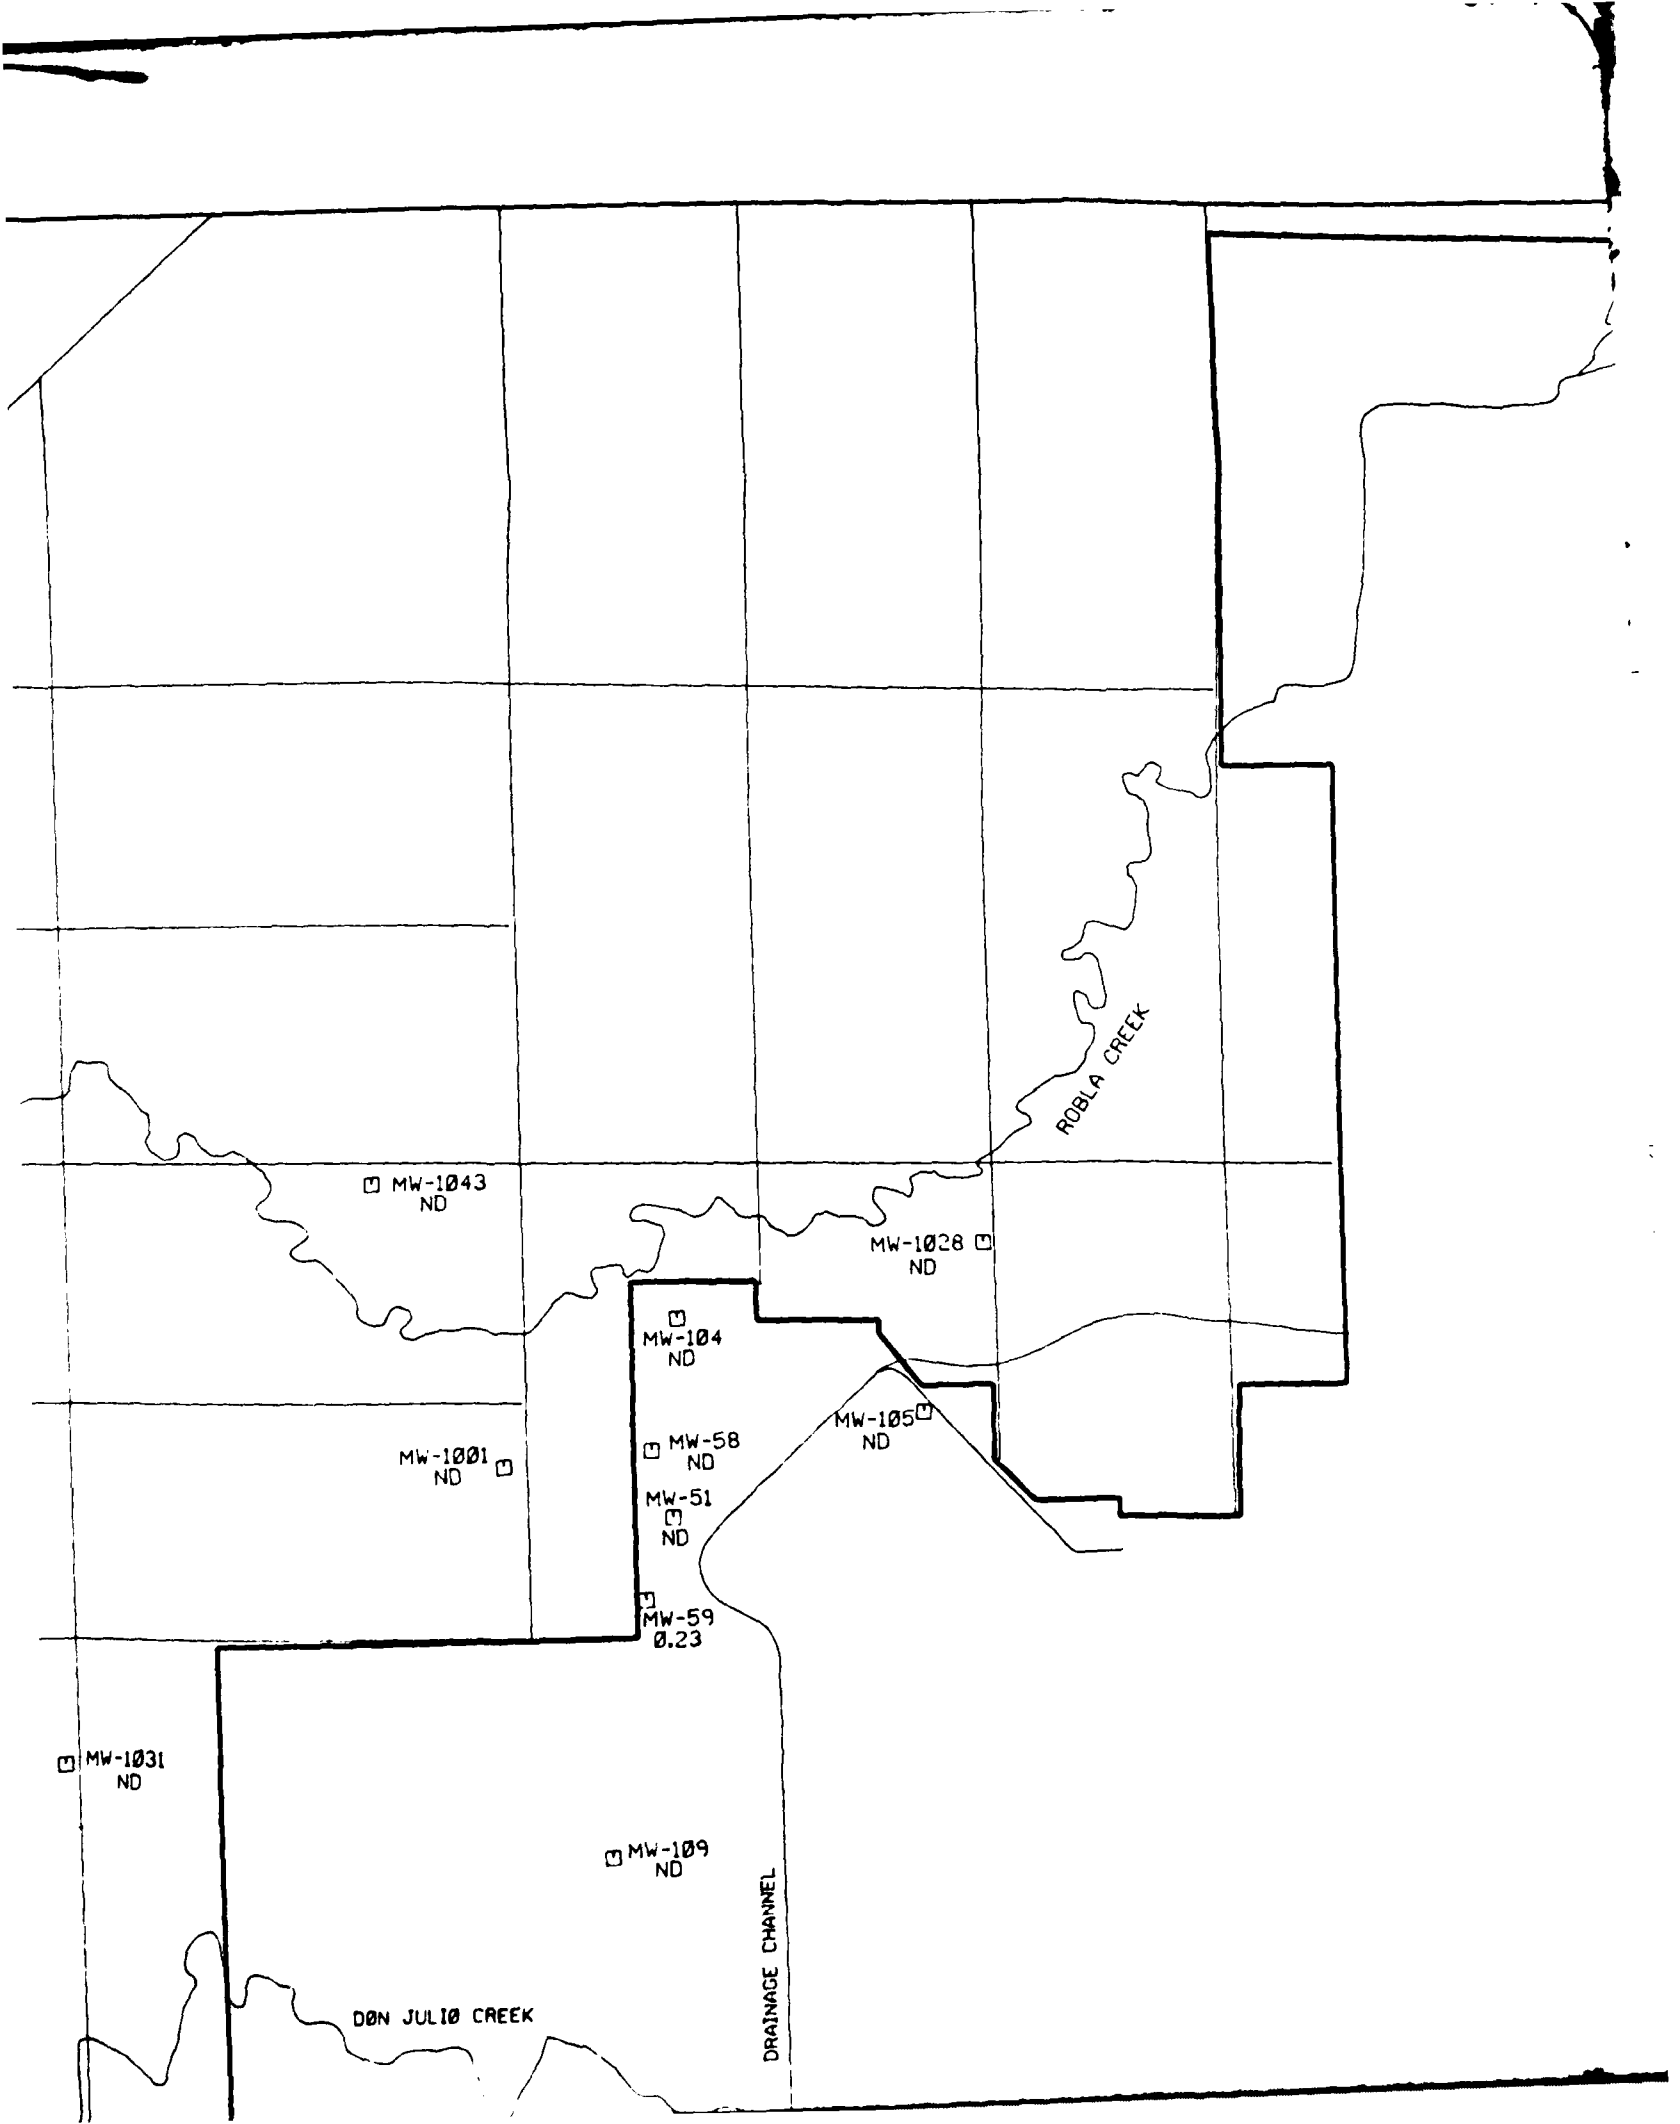 ROBLA CREEK
MW-1043
ND
MW-1028
ND
MW-104
ND
MW-105
ND
MW-58
ND
MW-1001
ND
MW-51
ND
MW-59
0.23
MW-1031
ND
MW-109
ND
DRAINAGE CHANNEL
DON JULIO CREEK